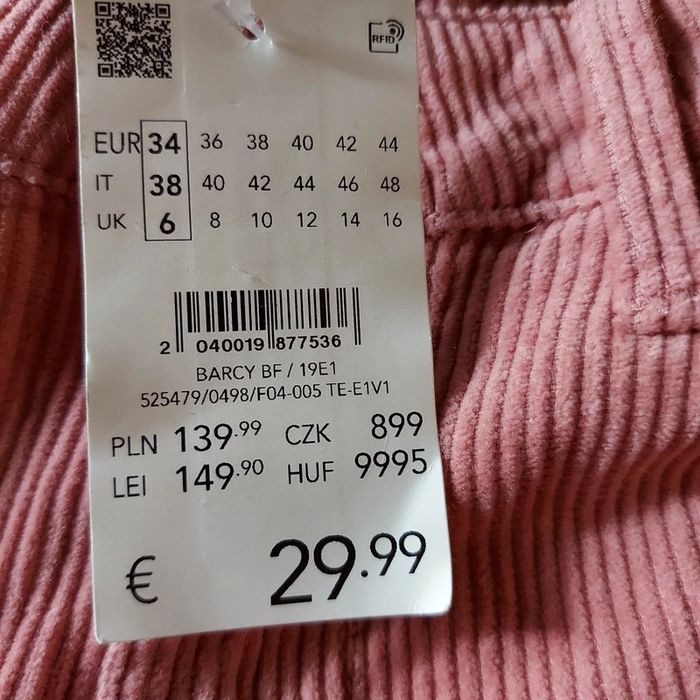 RFID
EUR 34 36 38 40 42 44
IT 38 40 42 44 46 48
UK 6 8 10 12 14 16
2 040019 877536
BARCY BF / 19E1
525479/0498/F04-005 TE-E1V1
PLN 139.99 CZK 899
LEI 149.90 HUF 9995
€ 29.99